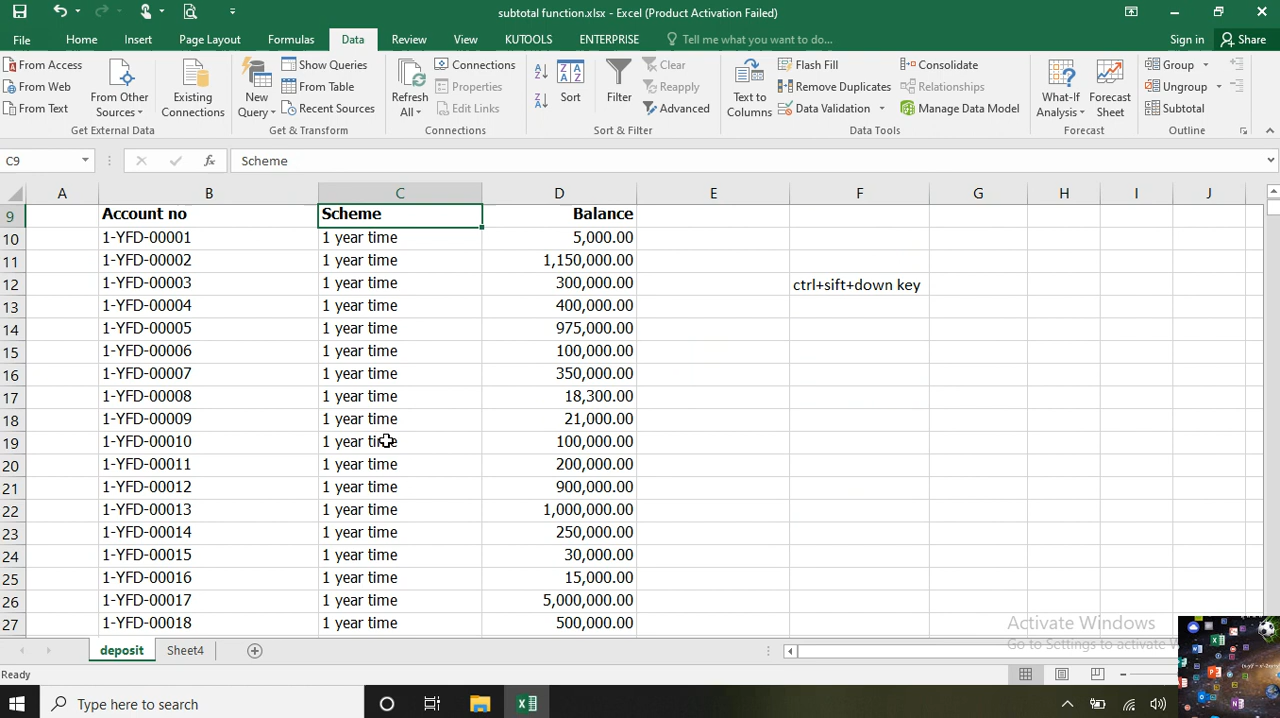 subtotal function.xlsx - Excel (Product Activation Failed)
File Home Insert Page Layout Formulas Data Review View KUTOOLS ENTERPRISE Tell me what you want to do... Sign in Share
From Access
From Web
From Text
From Other Sources
Existing Connections
Get External Data
New Query
Show Queries
From Table
Recent Sources
Get & Transform
Refresh All
Connections
Properties
Edit Links
Connections
Sort
Filter
Clear
Reapply
Advanced
Sort & Filter
Text to Columns
Flash Fill
Remove Duplicates
Data Validation
Consolidate
Relationships
Manage Data Model
Data Tools
What-If Analysis
Forecast Sheet
Forecast
Group
Ungroup
Subtotal
Outline
C9 fx Scheme
A B C D E F G H I J
9 Account no Scheme Balance
10 1-YFD-00001 1 year time 5,000.00
11 1-YFD-00002 1 year time 1,150,000.00
12 1-YFD-00003 1 year time 300,000.00 ctrl+sift+down key
13 1-YFD-00004 1 year time 400,000.00
14 1-YFD-00005 1 year time 975,000.00
15 1-YFD-00006 1 year time 100,000.00
16 1-YFD-00007 1 year time 350,000.00
17 1-YFD-00008 1 year time 18,300.00
18 1-YFD-00009 1 year time 21,000.00
19 1-YFD-00010 1 year time 100,000.00
20 1-YFD-00011 1 year time 200,000.00
21 1-YFD-00012 1 year time 900,000.00
22 1-YFD-00013 1 year time 1,000,000.00
23 1-YFD-00014 1 year time 250,000.00
24 1-YFD-00015 1 year time 30,000.00
25 1-YFD-00016 1 year time 15,000.00
26 1-YFD-00017 1 year time 5,000,000.00
27 1-YFD-00018 1 year time 500,000.00
Activate Windows
Go to Settings to activate W
deposit Sheet4
Ready
Type here to search